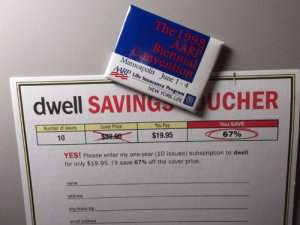 The 1998
AARP
Biennial
Convention
Minneapolis June 1 - 4
AARP Life Insurance Program
NEW YORK LIFE
dwell SAVINGS VOUCHER
Number of Issues Cover Price You Pay You SAVE
10 $59.90 $19.95 67%
YES! Please enter my one-year (10 issues) subscription to dwell
for only $19.95. I'll save 67% off the cover price.
name
address
city/state/zip
email address